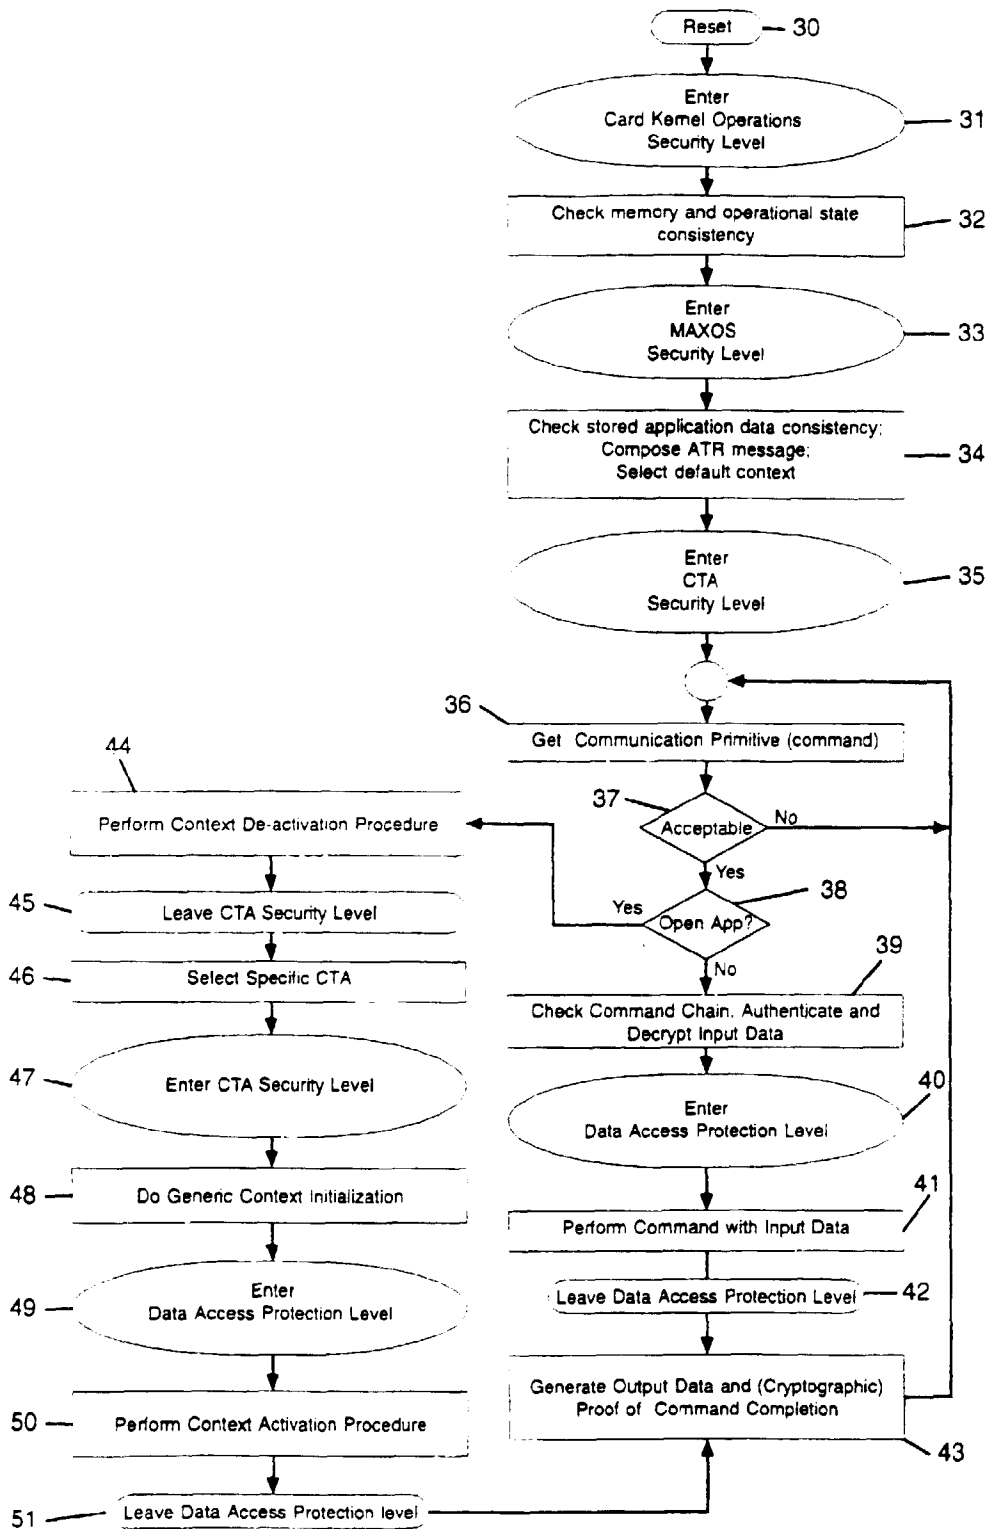 Reset
30
Enter
Card Kernel Operations
Security Level
31
Check memory and operational state
consistency
32
Enter
MAXOS
Security Level
33
Check stored application data consistency;
Compose ATR message;
Select default context
34
Enter
CTA
Security Level
35
36
Get Communication Primitive (command)
37
Acceptable
No
Yes
38
Open App?
Yes
No
39
Check Command Chain, Authenticate and
Decrypt Input Data
40
Enter
Data Access Protection Level
41
Perform Command with Input Data
Leave Data Access Protection Level
42
Generate Output Data and (Cryptographic)
Proof of Command Completion
43
44
Perform Context De-activation Procedure
45
Leave CTA Security Level
46
Select Specific CTA
47
Enter CTA Security Level
48
Do Generic Context Initialization
49
Enter
Data Access Protection Level
50
Perform Context Activation Procedure
51
Leave Data Access Protection level